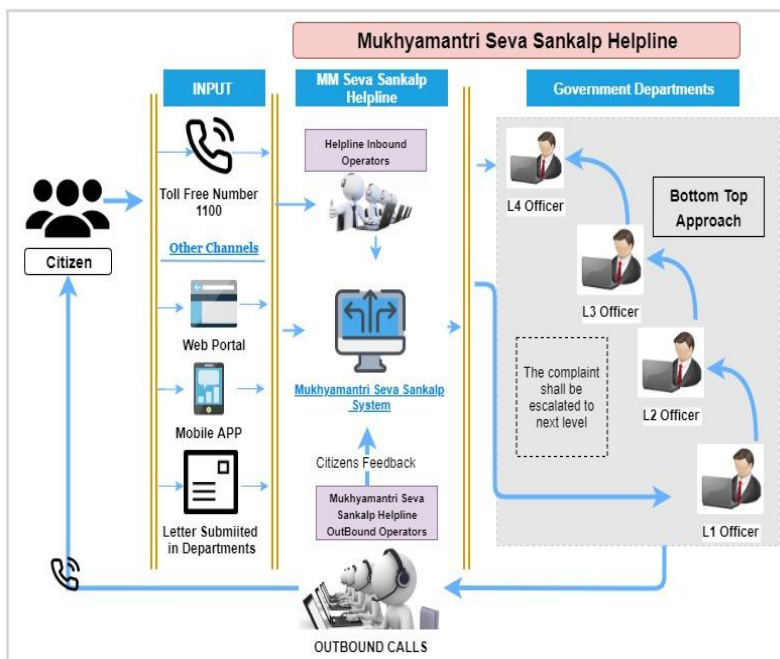 Mukhyamantri Seva Sankalp Helpline
INPUT
MM Seva Sankalp
Helpline
Government Departments
Citizen
Toll Free Number
1100
Other Channels
Web Portal
Mobile APP
Letter Submiited
in Departments
Helpline Inbound
Operators
Mukhyamantri Seva Sankalp
System
Citizens Feedback
Mukhyamantri Seva
Sankalp Helpline
OutBound Operators
OUTBOUND CALLS
L4 Officer
Bottom Top
Approach
L3 Officer
The complaint
shall be
escalated to
next level
L2 Officer
L1 Officer